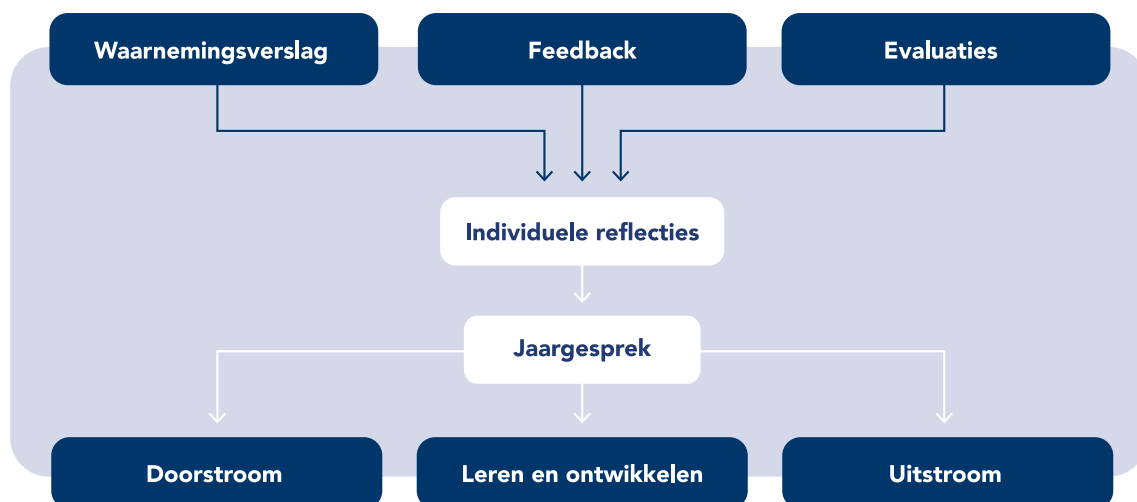 Waarnemingsverslag
Feedback
Evaluaties
Individuele reflecties
Jaargesprek
Doorstroom
Leren en ontwikkelen
Uitstroom